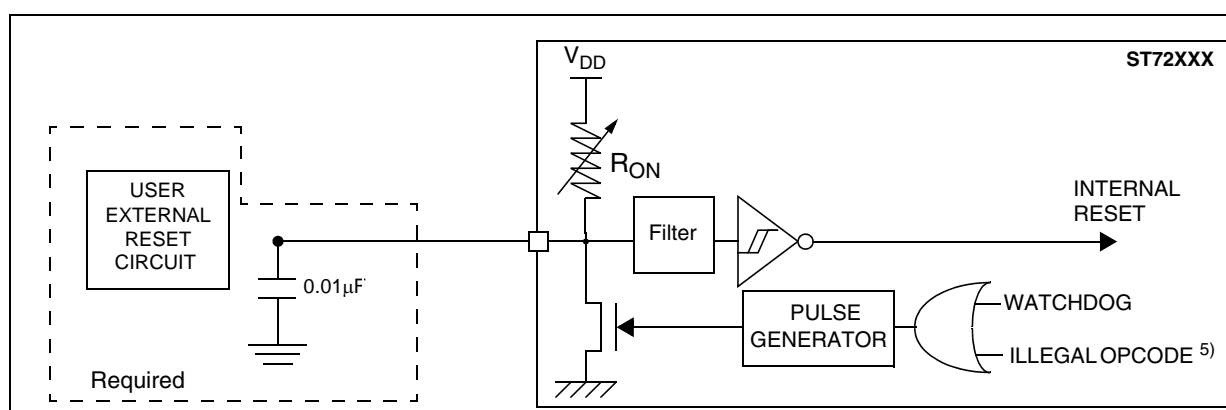 V_DD
ST72XXX
R_ON
USER
EXTERNAL
RESET
CIRCUIT
0.01μF
Required
Filter
INTERNAL
RESET
PULSE
GENERATOR
WATCHDOG
ILLEGAL OPCODE 5)